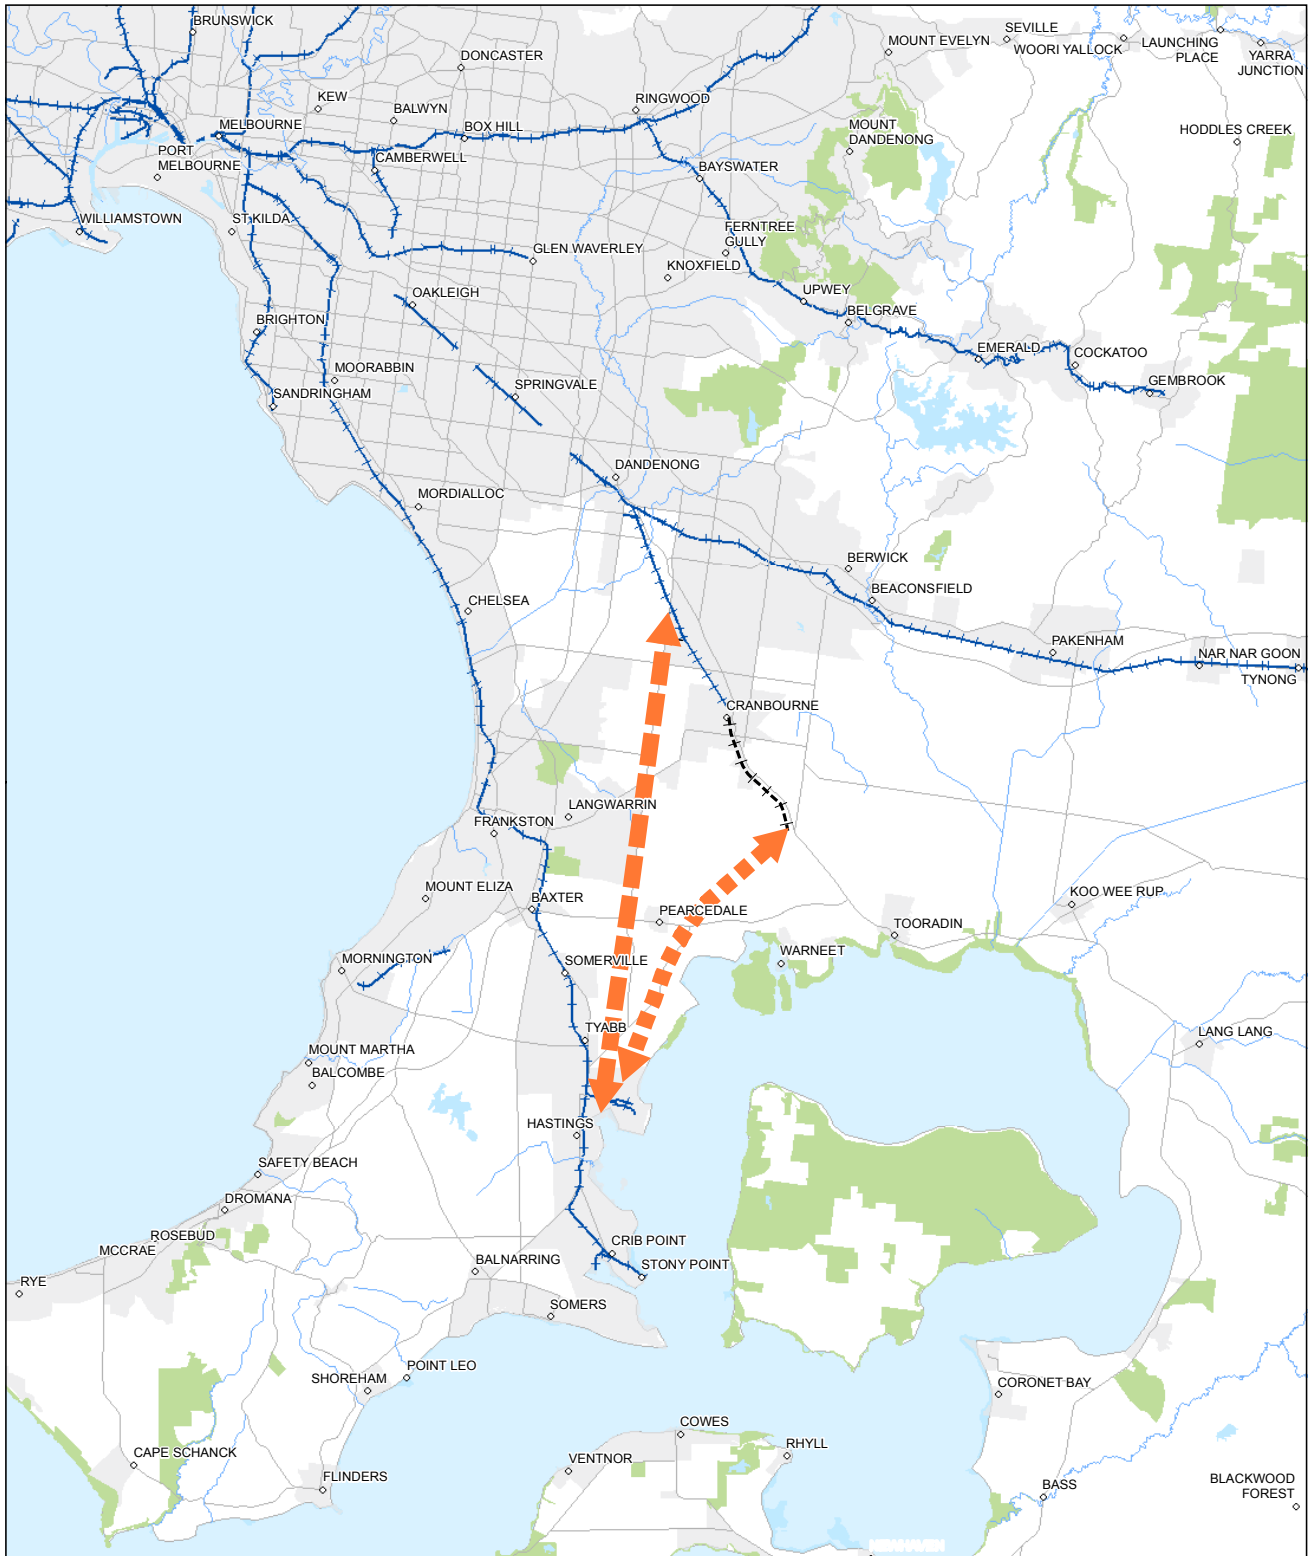 BRUNSWICK
SEVILLE
MOUNT EVELYN
WOORI YALLOCK
LAUNCHING
PLACE
YARRA
JUNCTION
DONCASTER
KEW
BALWYN
RINGWOOD
MELBOURNE
BOX HILL
MOUNT
DANDENONG
HODDLES CREEK
PORT
MELBOURNE
CAMBERWELL
BAYSWATER
WILLIAMSTOWN
ST KILDA
FERNTREE
GULLY
GLEN WAVERLEY
KNOXFIELD
OAKLEIGH
UPWEY
BELGRAVE
BRIGHTON
EMERALD
COCKATOO
MOORABBIN
SPRINGVALE
GEMBROOK
SANDRINGHAM
DANDENONG
MORDIALLOC
BERWICK
BEACONSFIELD
CHELSEA
PAKENHAM
NAR NAR GOON
TYNONG
CRANBOURNE
LANGWARRIN
FRANKSTON
MOUNT ELIZA
BAXTER
KOO WEE RUP
PEARCEDALE
TOORADIN
WARNEET
MORNINGTON
SOMERVILLE
TYABB
LANG LANG
MOUNT MARTHA
BALCOMBE
HASTINGS
SAFETY BEACH
DROMANA
ROSEBUD
MCCRAE
CRIB POINT
BALNARRING
STONY POINT
RYE
SOMERS
POINT LEO
SHOREHAM
CORONET BAY
COWES
RHYLL
CAPE SCHANCK
VENTNOR
FLINDERS
BASS
BLACKWOOD
FOREST